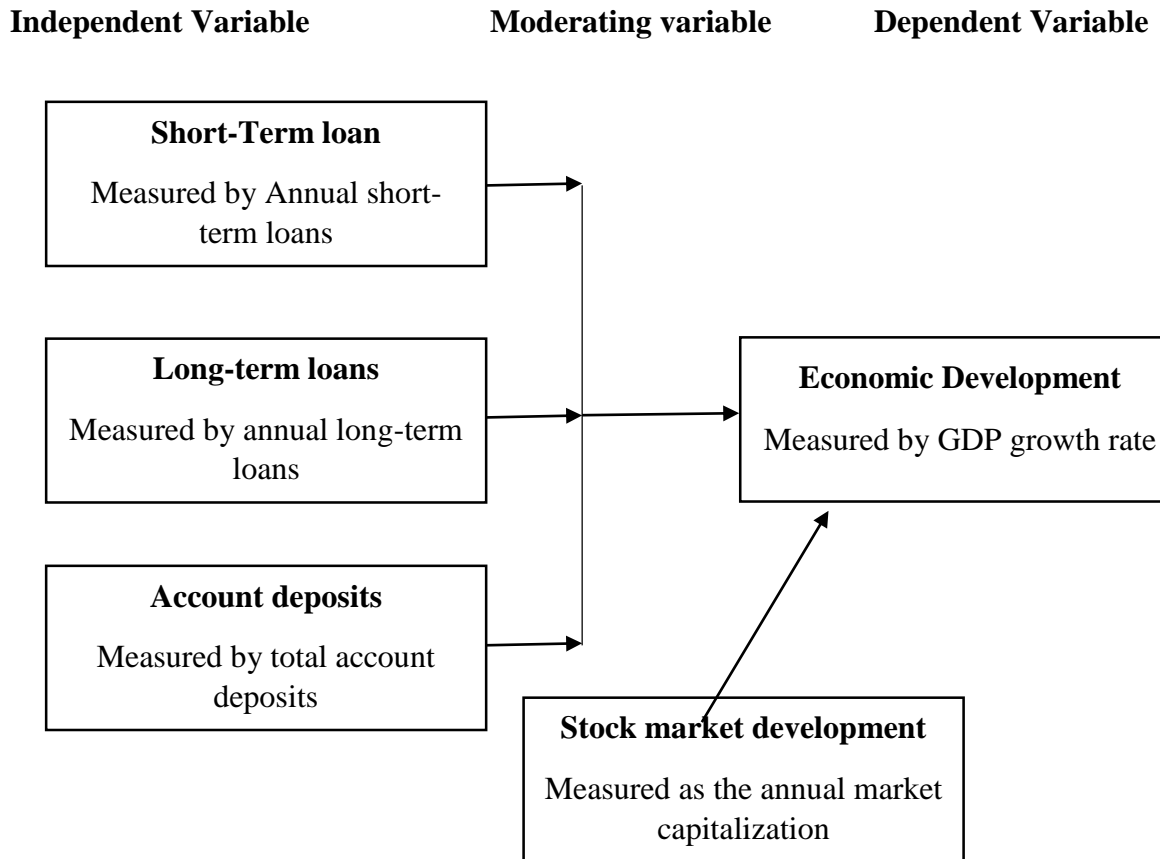 Independent Variable
Moderating variable
Dependent Variable
Short-Term loan
Measured by Annual short-
term loans
Long-term loans
Measured by annual long-term
loans
Economic Development
Measured by GDP growth rate
Account deposits
Measured by total account
deposits
Stock market development
Measured as the annual market
capitalization